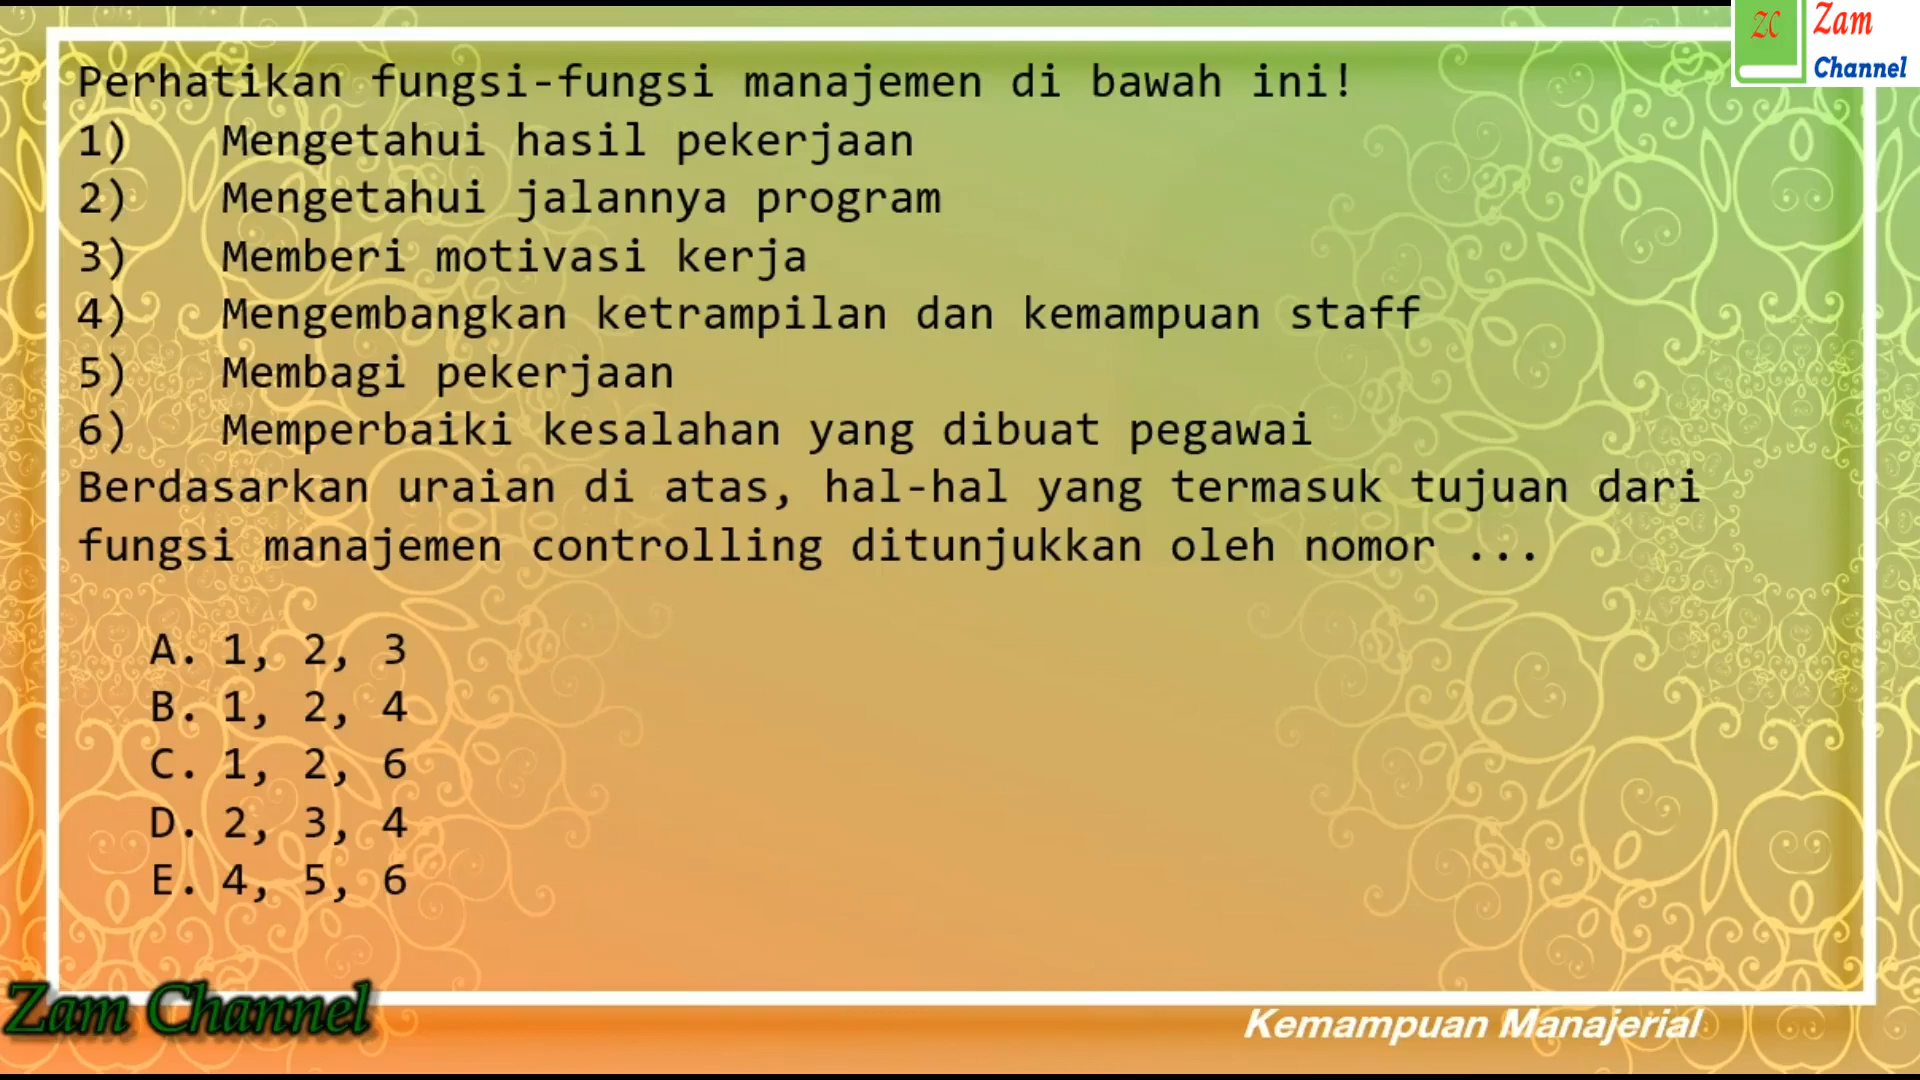 ZC Zam
Channel
Perhatikan fungsi-fungsi manajemen di bawah ini!
1) Mengetahui hasil pekerjaan
2) Mengetahui jalannya program
3) Memberi motivasi kerja
4) Mengembangkan ketrampilan dan kemampuan staff
5) Membagi pekerjaan
6) Memperbaiki kesalahan yang dibuat pegawai
Berdasarkan uraian di atas, hal-hal yang termasuk tujuan dari
fungsi manajemen controlling ditunjukkan oleh nomor ...
A. 1, 2, 3
B. 1, 2, 4
C. 1, 2, 6
D. 2, 3, 4
E. 4, 5, 6
Zam Channel
Kemampuan Manajerial